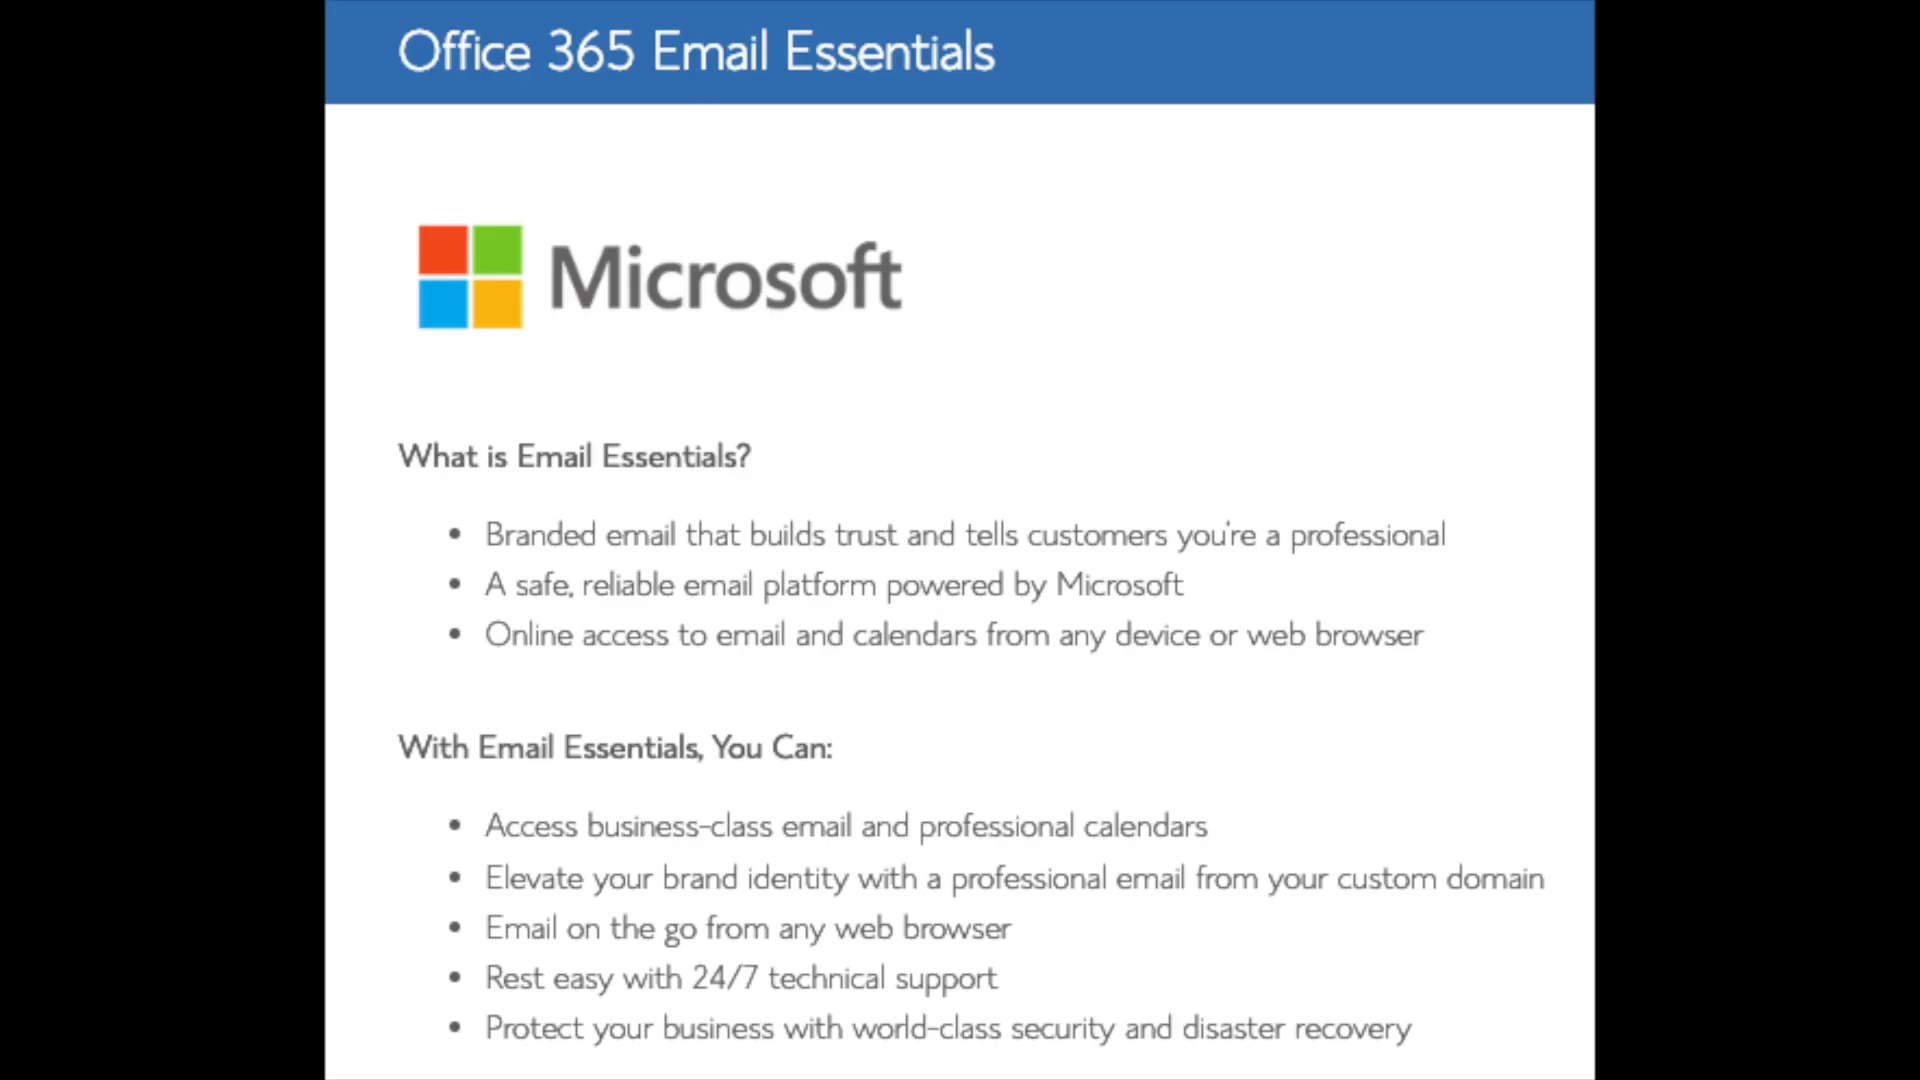 Office 365 Email Essentials
Microsoft
What is Email Essentials?
• Branded email that builds trust and tells customers you're a professional
• A safe, reliable email platform powered by Microsoft
• Online access to email and calendars from any device or web browser
With Email Essentials, You Can:
• Access business-class email and professional calendars
• Elevate your brand identity with a professional email from your custom domain
• Email on the go from any web browser
• Rest easy with 24/7 technical support
• Protect your business with world-class security and disaster recovery